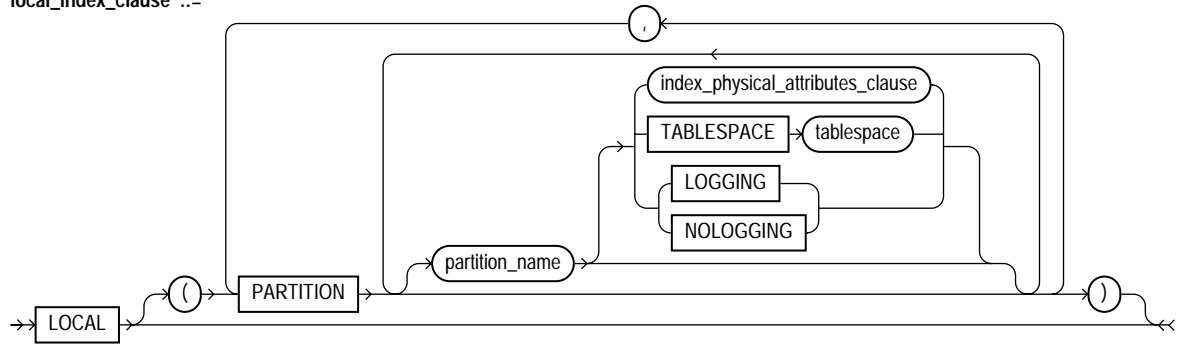 local_index_clause ::=
,
index_physical_attributes_clause
TABLESPACE tablespace
LOGGING
NOLOGGING
partition_name
( PARTITION )
LOCAL